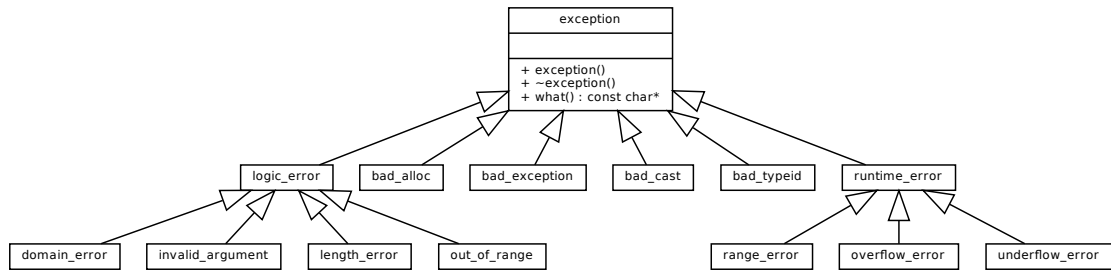 exception
+ exception()
+ ~exception()
+ what() : const char*
logic_error
bad_alloc
bad_exception
bad_cast
bad_typeid
runtime_error
domain_error
invalid_argument
length_error
out_of_range
range_error
overflow_error
underflow_error